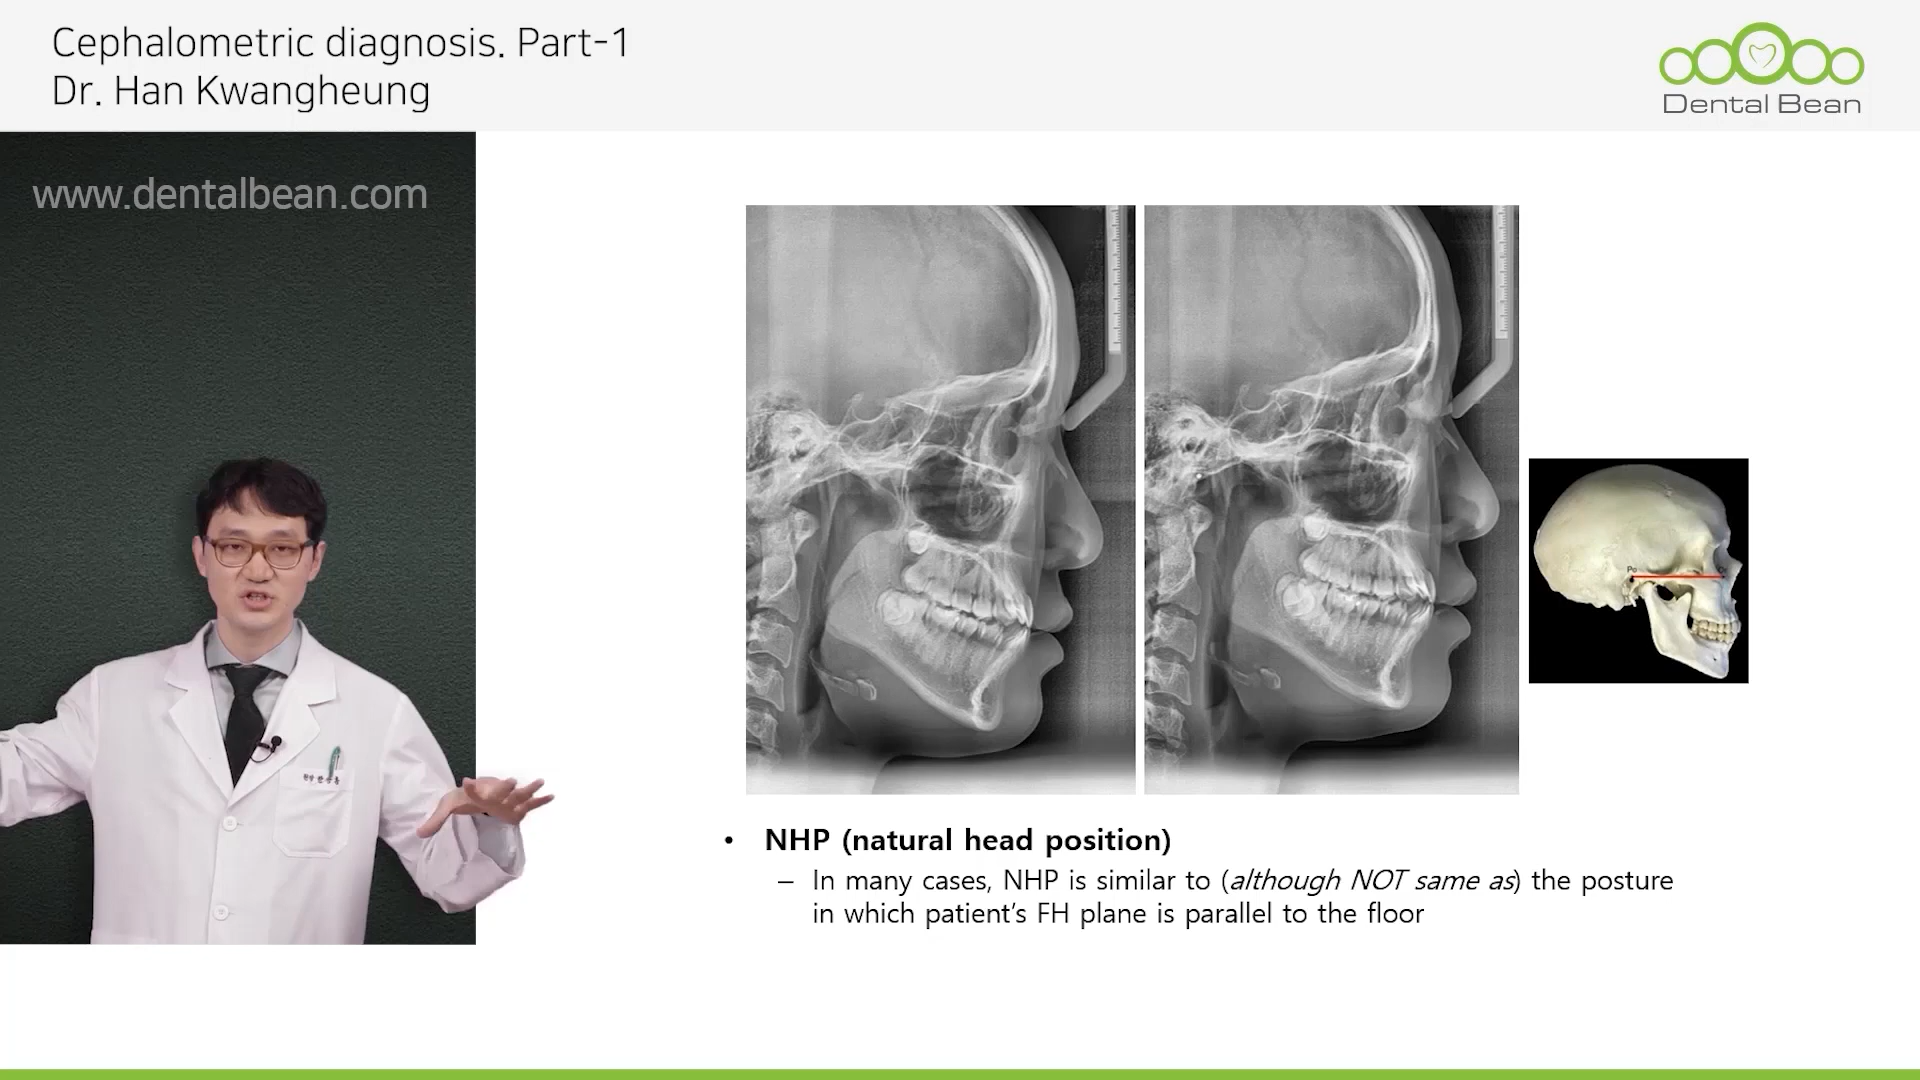 Cephalometric diagnosis. Part-1
Dr. Han Kwangheung
Dental Bean
www.dentalbean.com
Po
• NHP (natural head position)
– In many cases, NHP is similar to (although NOT same as) the posture
in which patient's FH plane is parallel to the floor